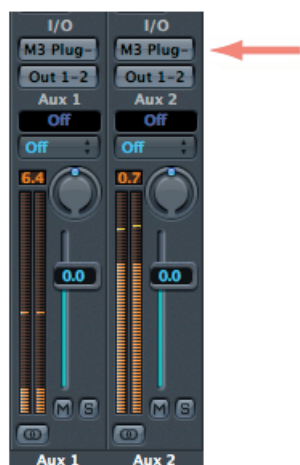 I/O I/O
M3 Plug- M3 Plug-
Out 1-2 Out 1-2
Aux 1 Aux 2
Off Off
Off Off
6.4 0.7
0.0 0.0
M S M S
Aux 1 Aux 2